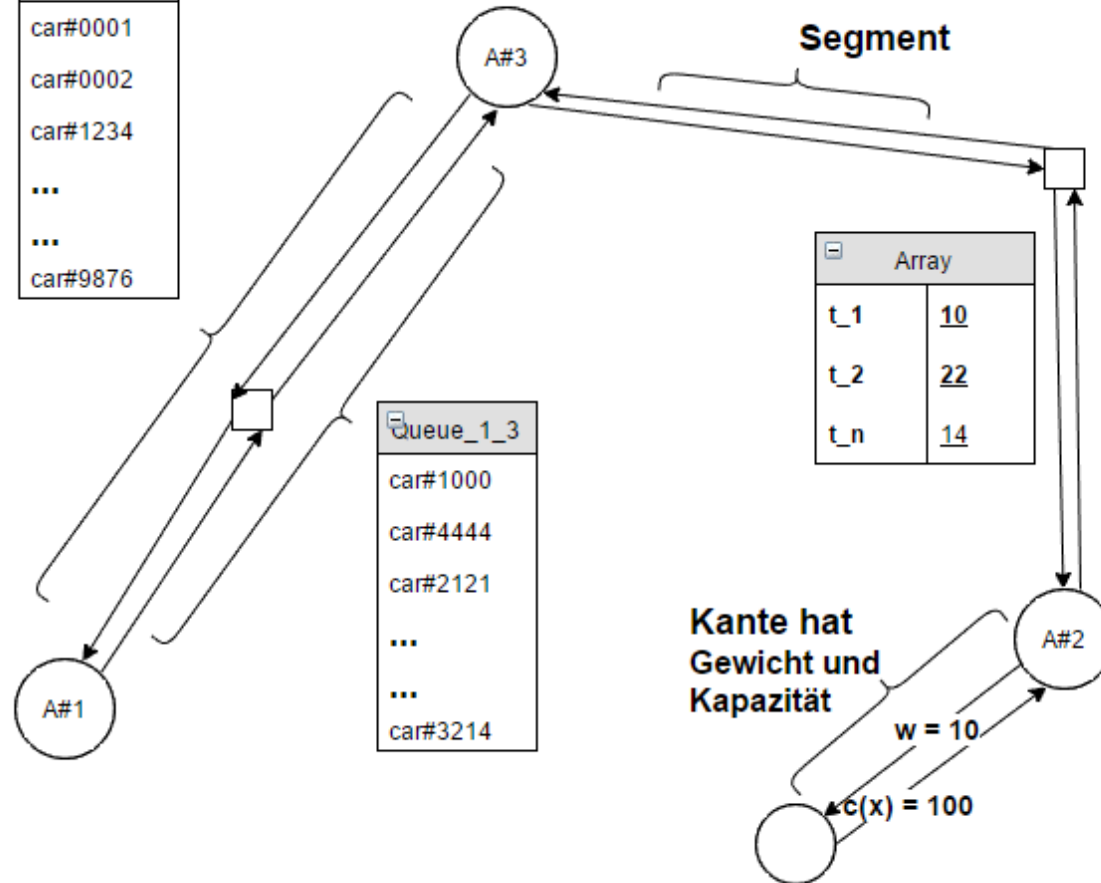 car#0001
car#0002
car#1234
...
...
car#9876
A#3
Segment
Array
t_1 10
t_2 22
t_n 14
Queue_1_3
car#1000
car#4444
car#2121
...
...
car#3214
A#1
Kante hat
Gewicht und
Kapazität
A#2
w = 10
c(x) = 100